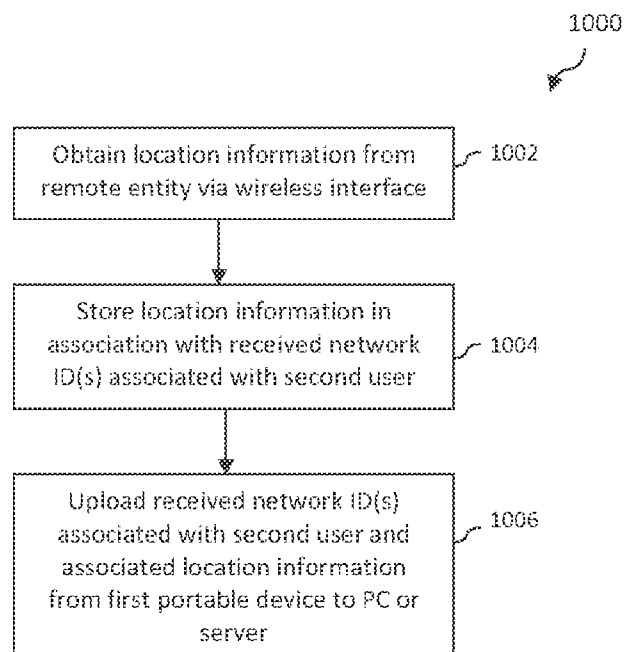 1000
Obtain location information from
remote entity via wireless interface
1002
Store location information in
association with received network
ID(s) associated with second user
1004
Upload received network ID(s)
associated with second user and
associated location information
from first portable device to PC or
server
1006